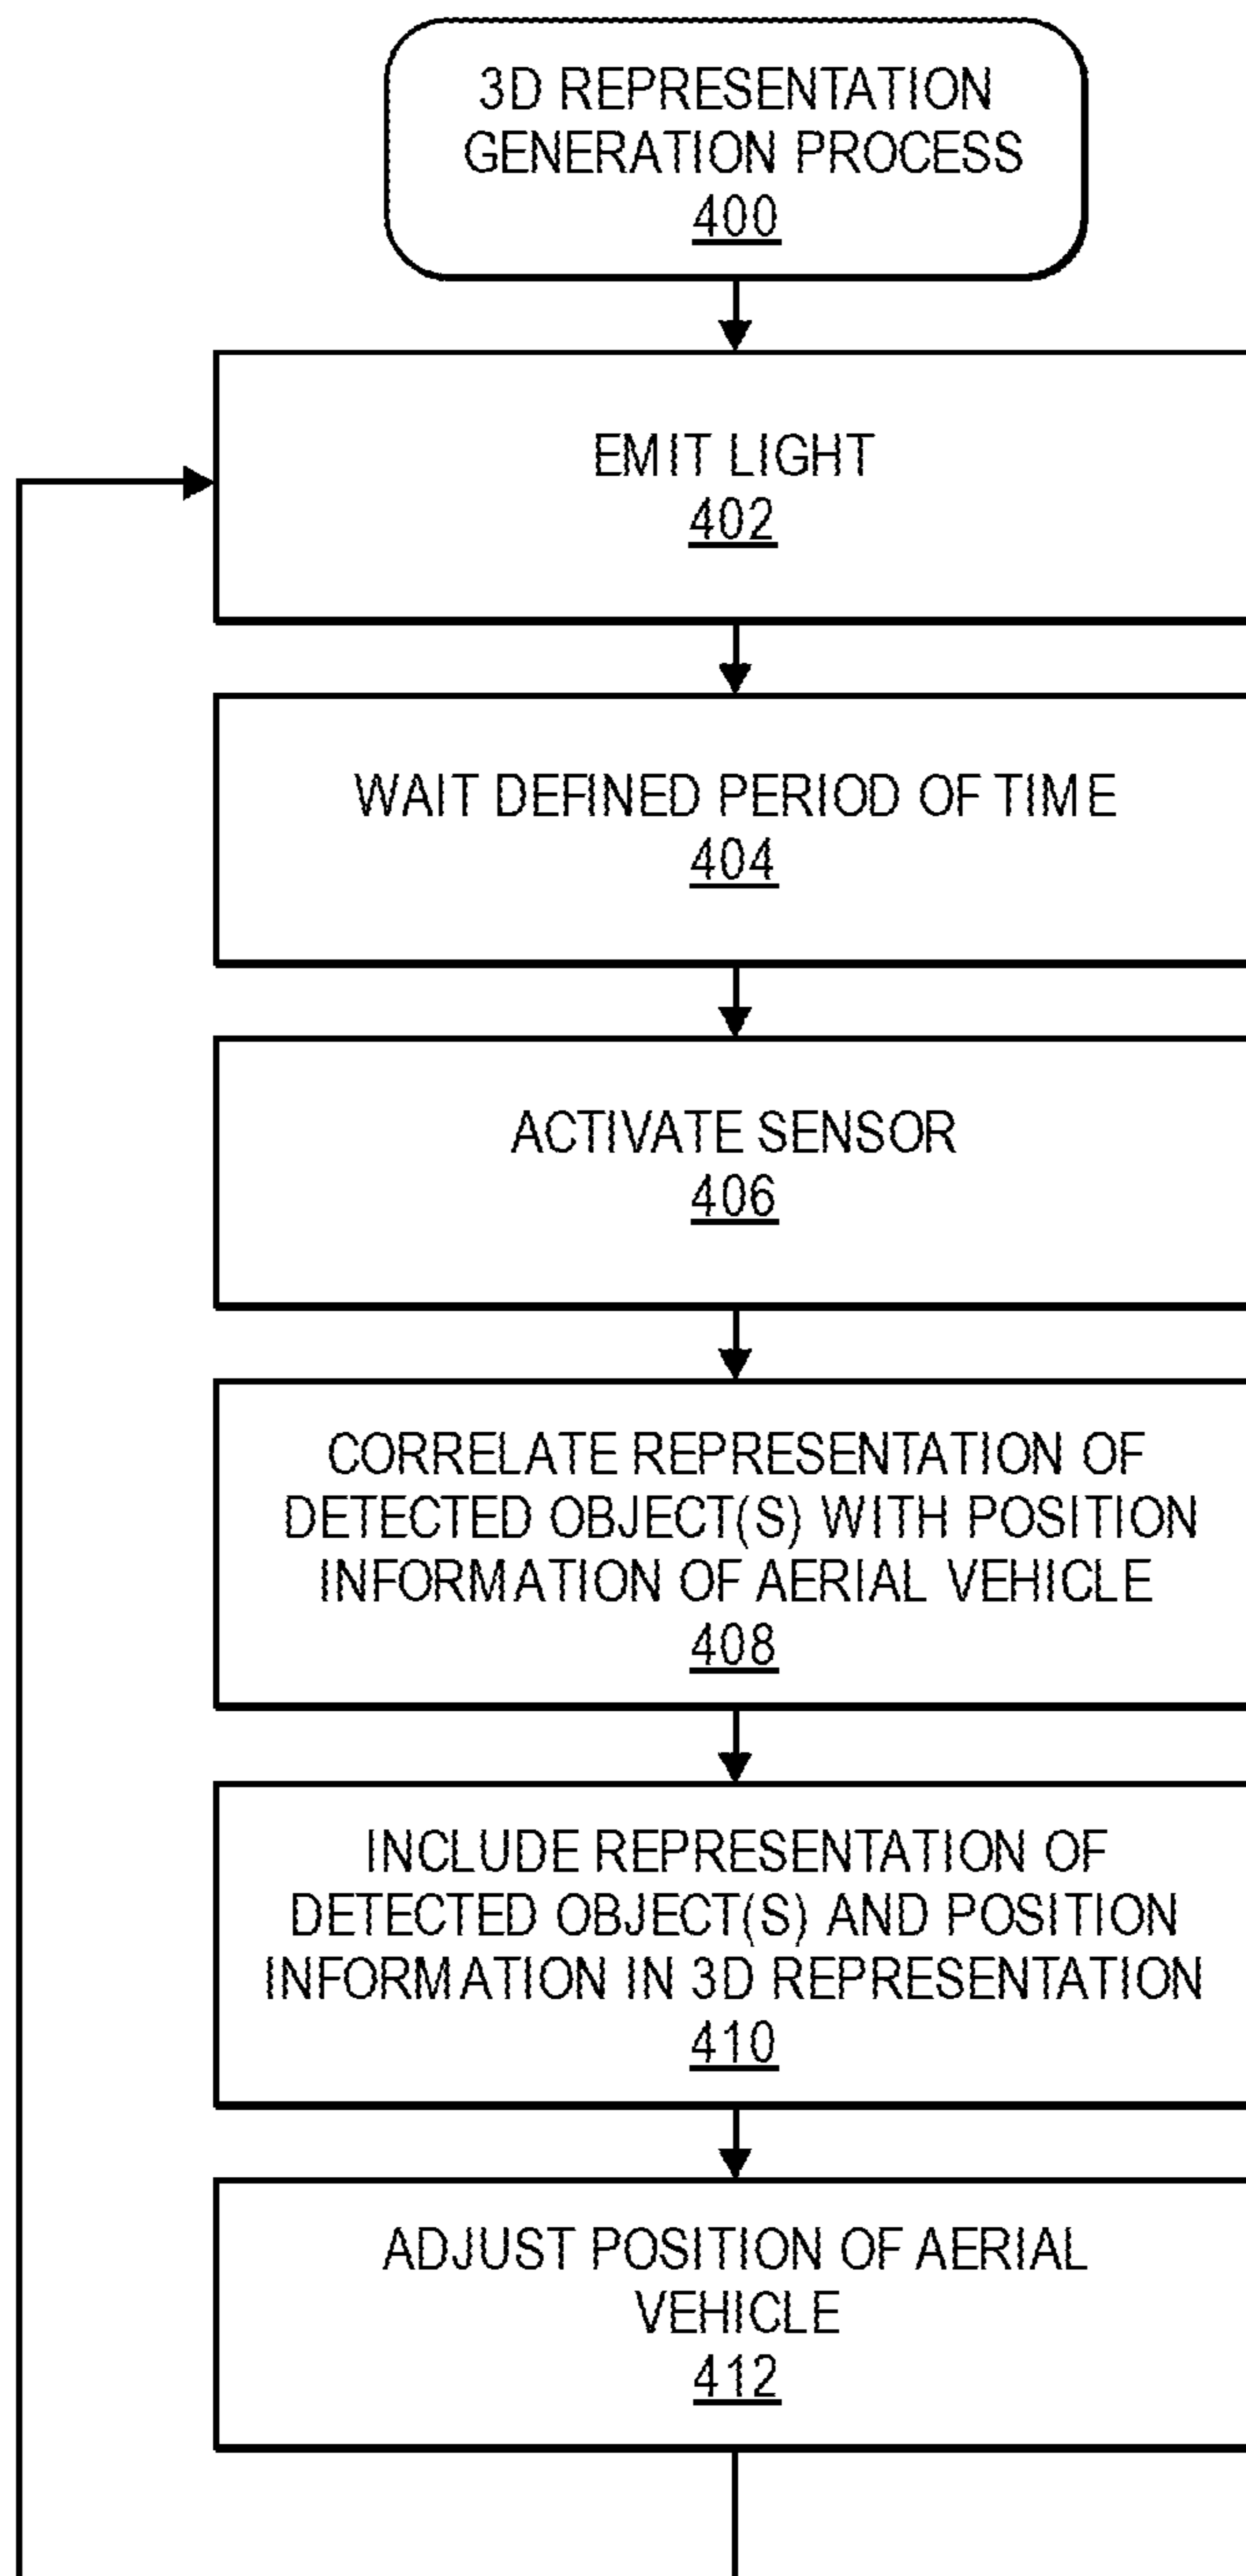 3D REPRESENTATION
GENERATION PROCESS
400
EMIT LIGHT
402
WAIT DEFINED PERIOD OF TIME
404
ACTIVATE SENSOR
406
CORRELATE REPRESENTATION OF
DETECTED OBJECT(S) WITH POSITION
INFORMATION OF AERIAL VEHICLE
408
INCLUDE REPRESENTATION OF
DETECTED OBJECT(S) AND POSITION
INFORMATION IN 3D REPRESENTATION
410
ADJUST POSITION OF AERIAL
VEHICLE
412